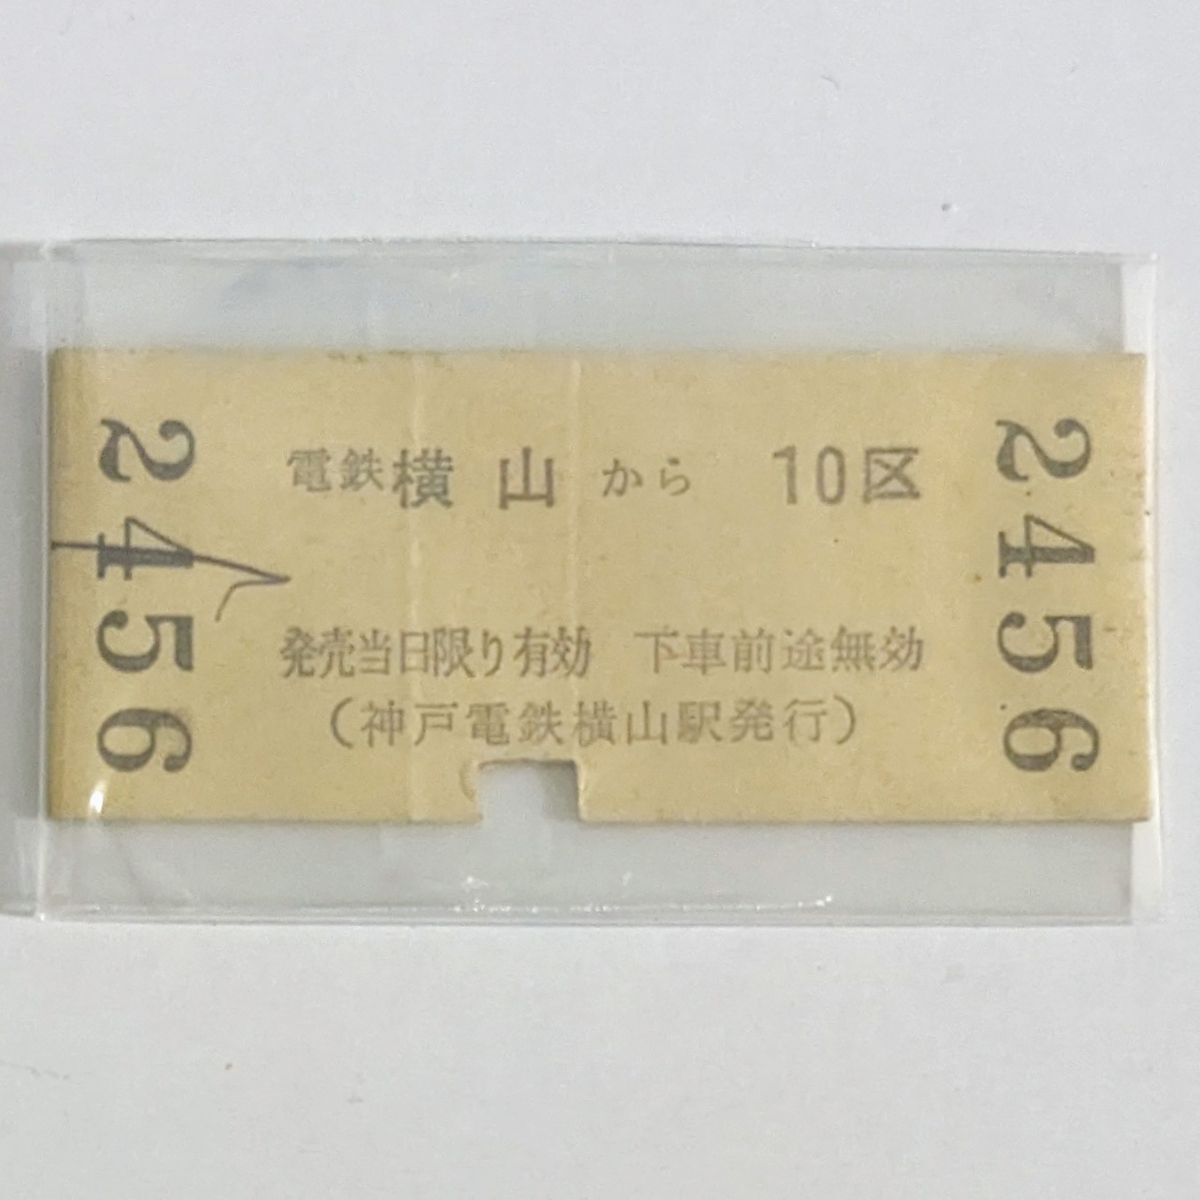 2456
電鉄横山から 10区
発売当日限り有効 下車前途無効
(神戸電鉄横山駅発行)
2456